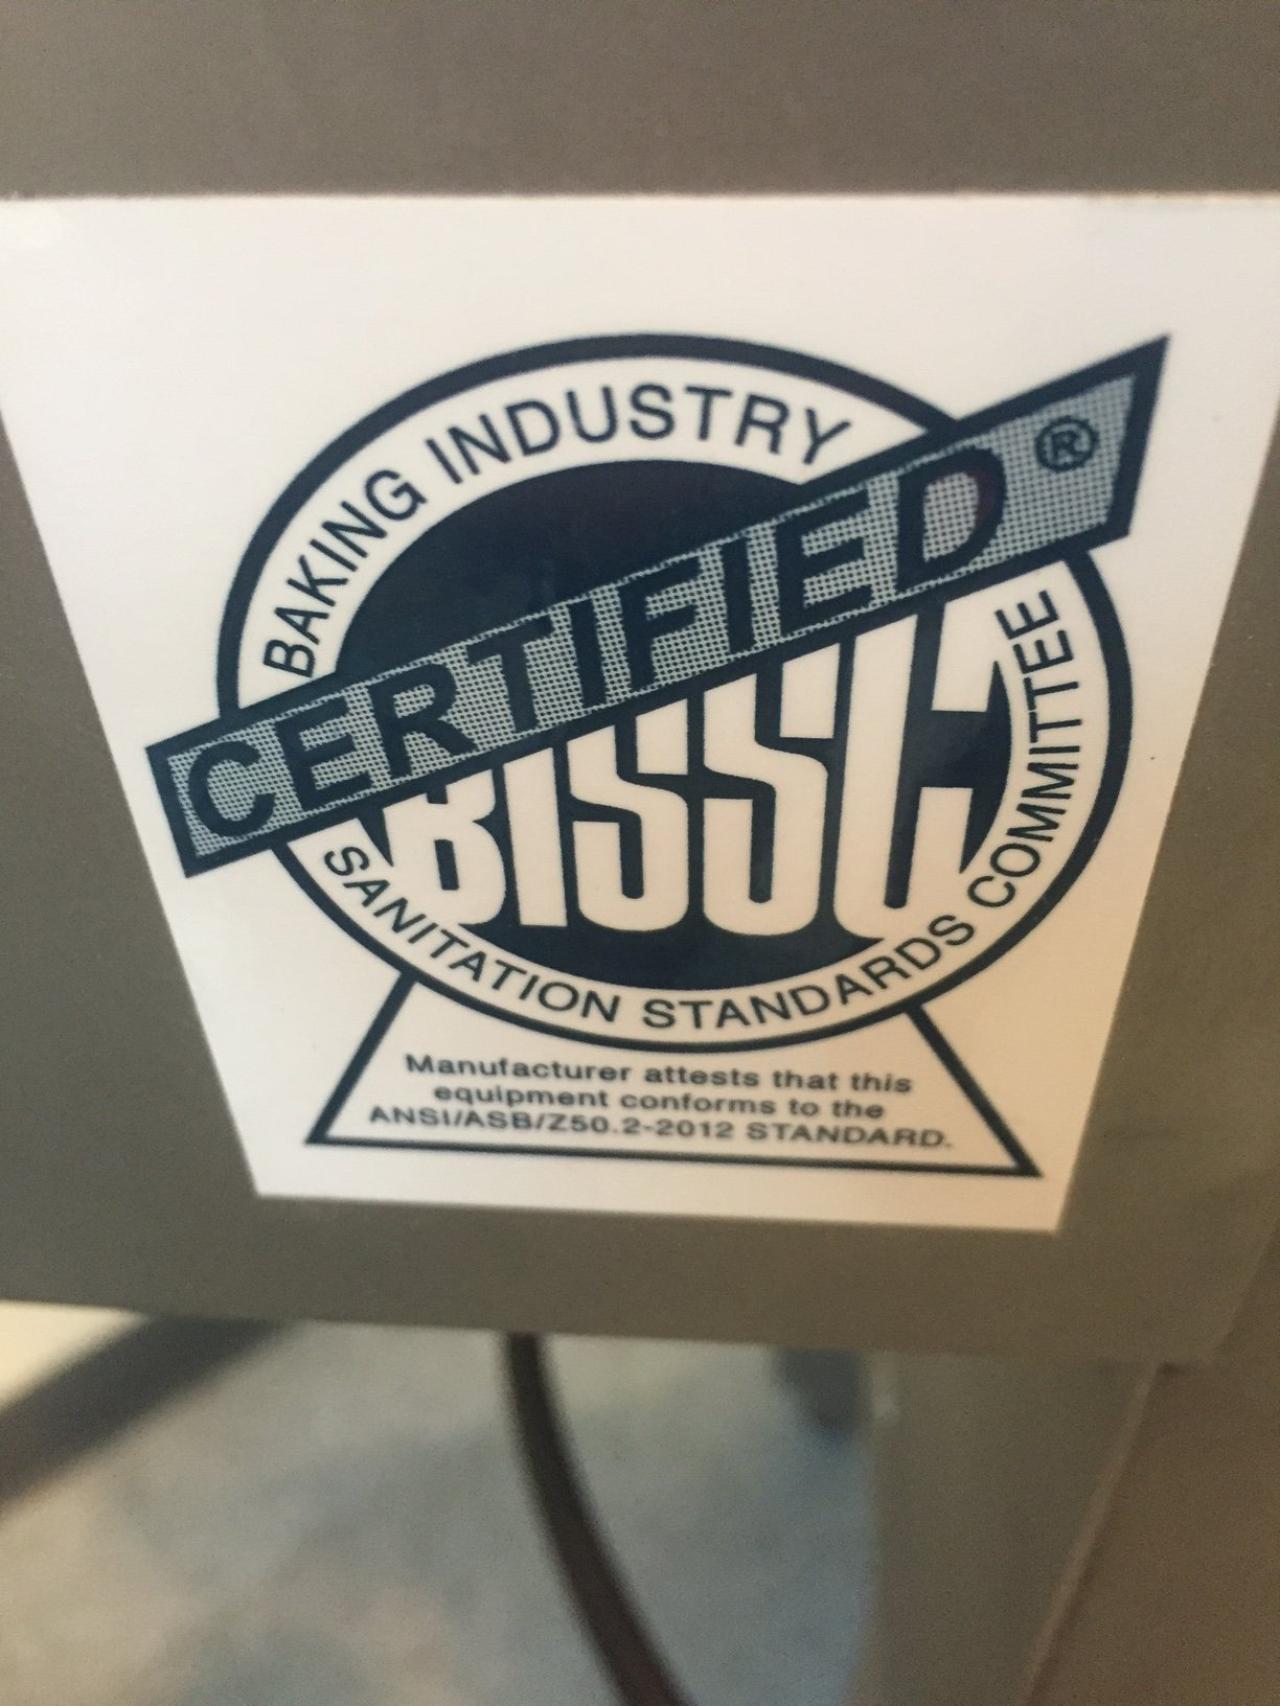 BAKING INDUSTRY
CERTIFIED ®
BISSC
SANITATION STANDARDS COMMITTEE
Manufacturer attests that this
equipment conforms to the
ANSI/ASB/Z50.2-2012 STANDARD.